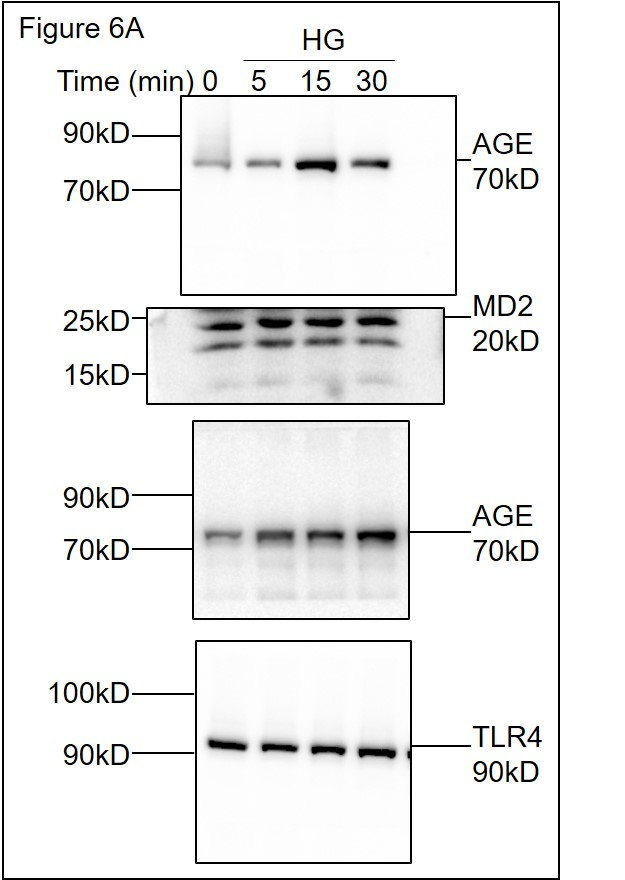 Figure 6A
HG
Time (min) 0 5 15 30
90kD
AGE
70kD
70kD
MD2
25kD
20kD
15kD
90kD
AGE
70kD
70kD
100kD
TLR4
90kD
90kD